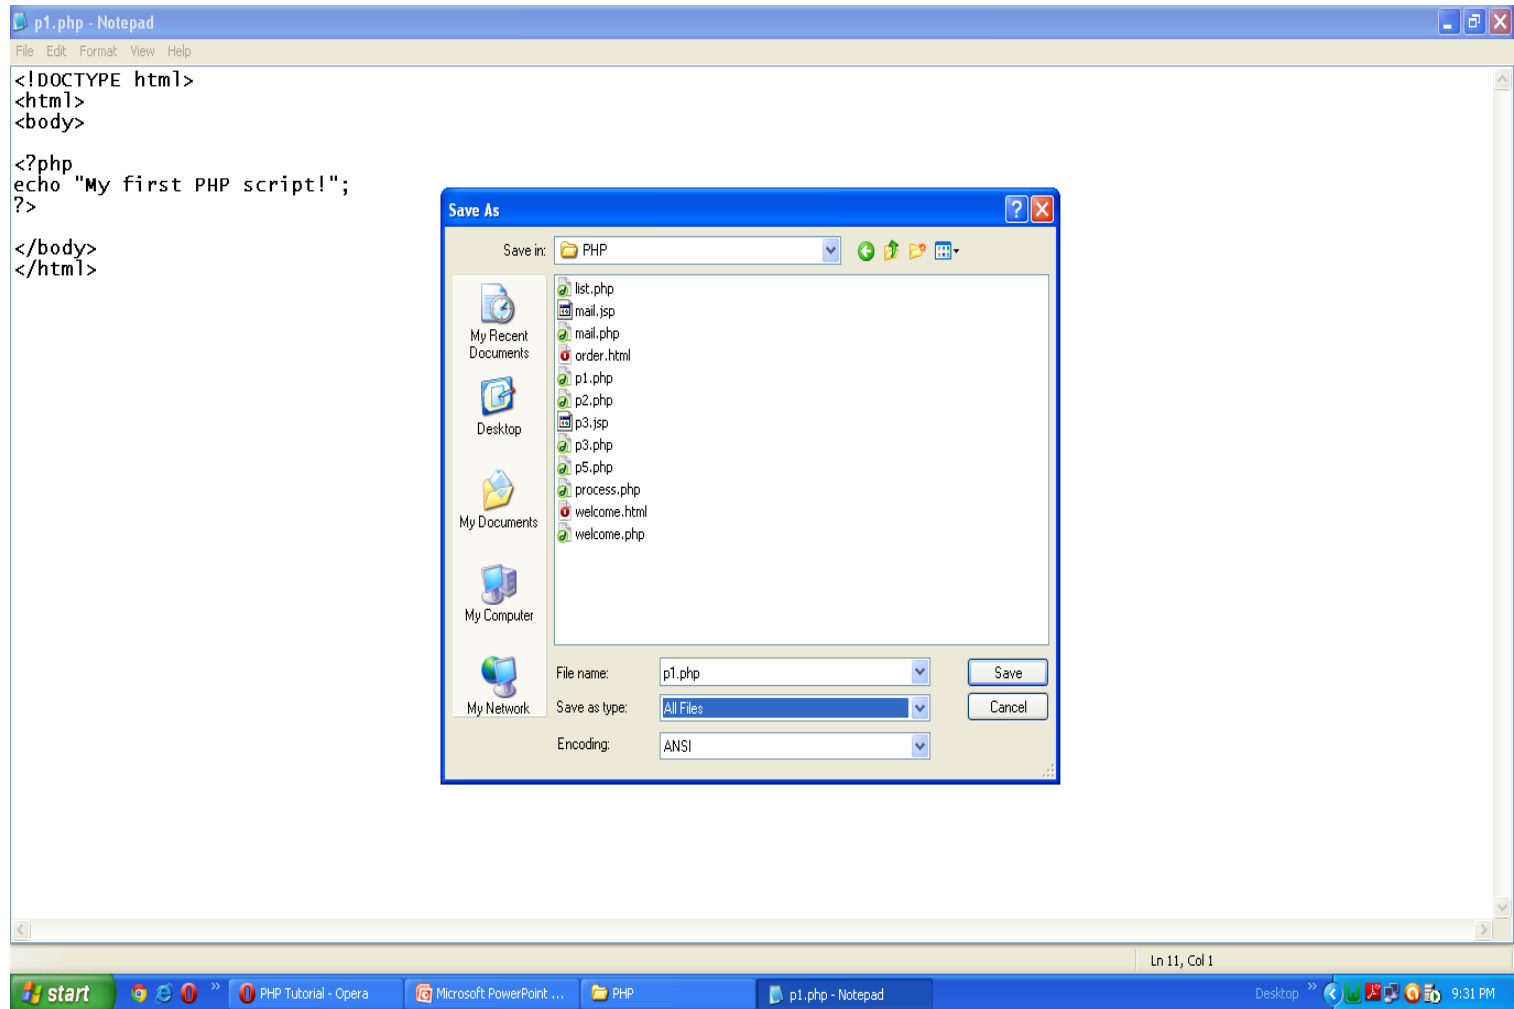 p1.php - Notepad
File Edit Format View Help
<!DOCTYPE html>
<html>
<body>
<?php
echo "My first PHP script!";
?>
</body>
</html>
Save As
Save in: PHP
My Recent
Documents
Desktop
My Documents
My Computer
My Network
list.php
mail.jsp
mail.php
order.html
p1.php
p2.php
p3.jsp
p3.php
p5.php
process.php
welcome.html
welcome.php
File name: p1.php Save
Save as type: All Files Cancel
Encoding: ANSI
Ln 11, Col 1
start PHP Tutorial - Opera Microsoft PowerPoint ... PHP p1.php - Notepad Desktop 9:31 PM